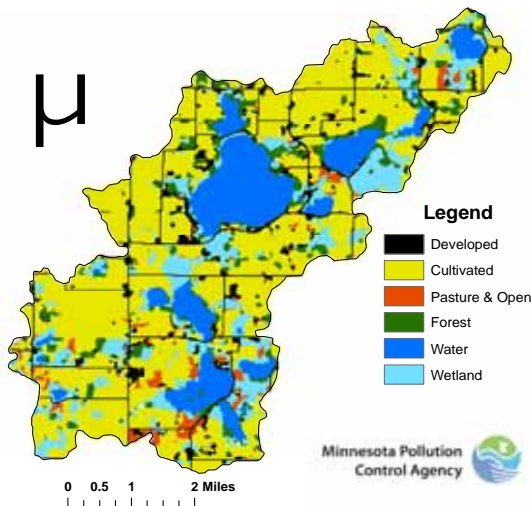 µ
Legend
Developed
Cultivated
Pasture & Open
Forest
Water
Wetland
Minnesota Pollution
Control Agency
0 0.5 1 2 Miles